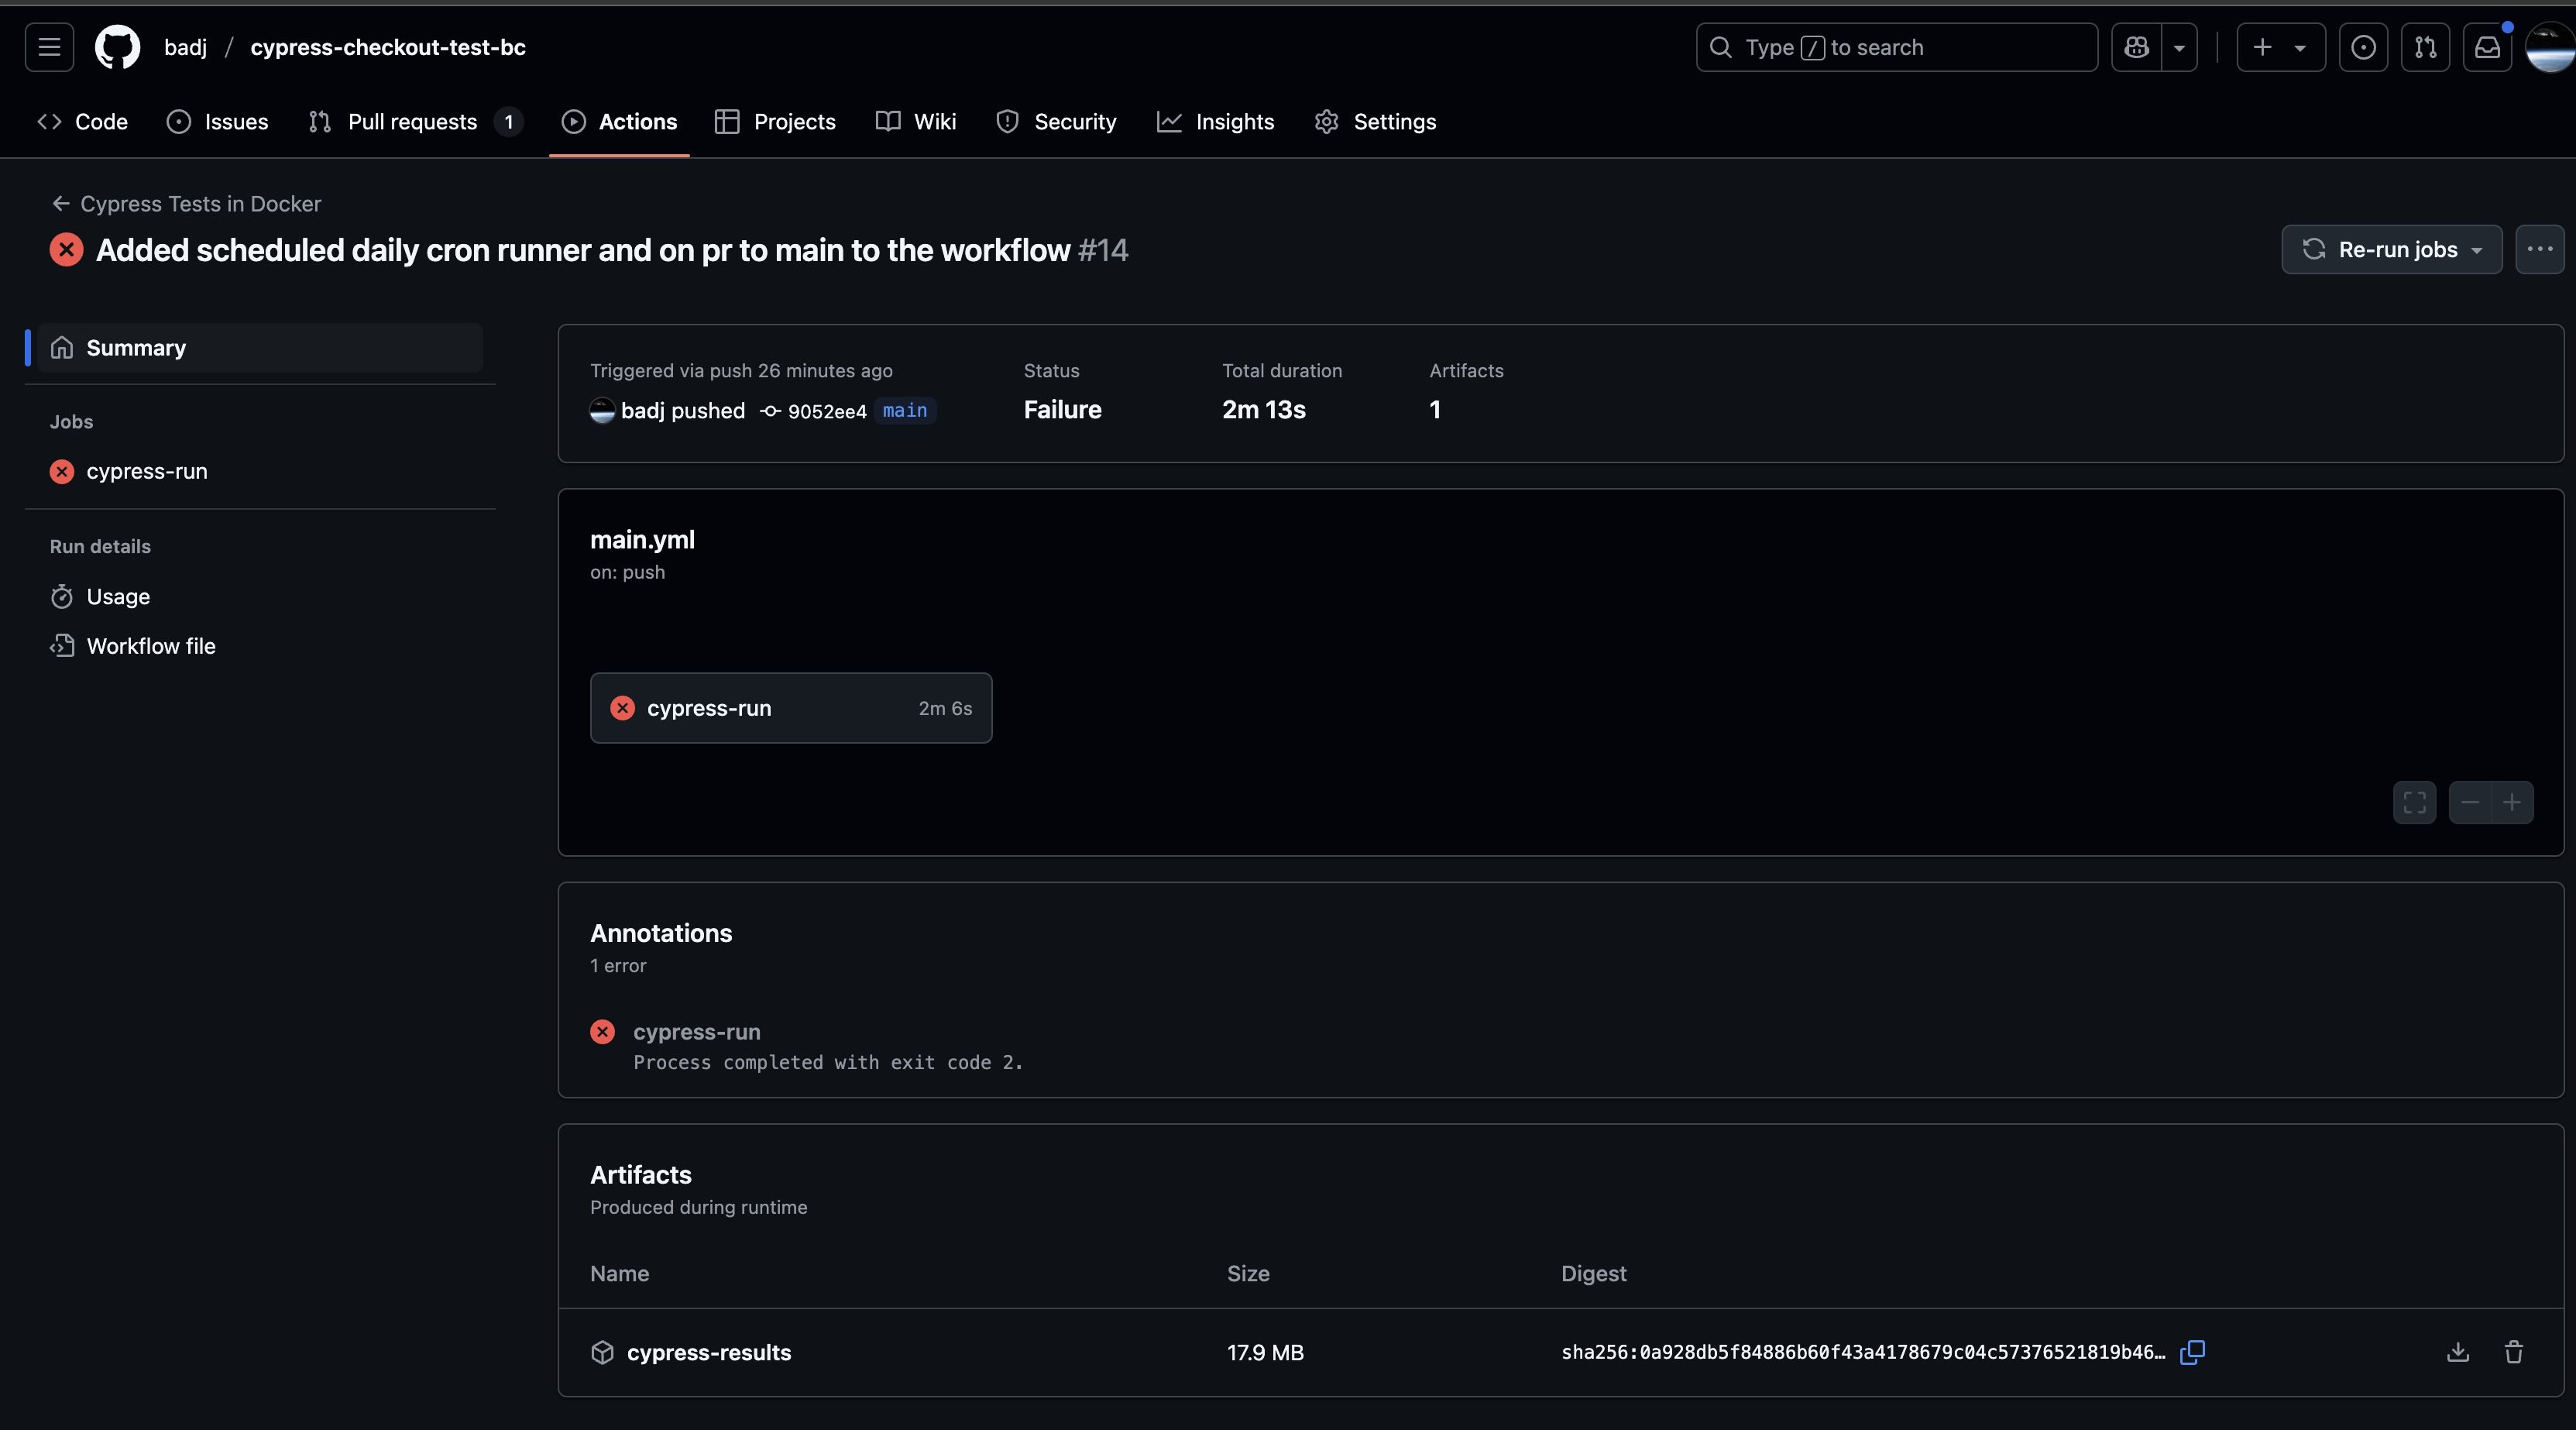 badj / cypress-checkout-test-bc
Type / to search
Code
Issues
Pull requests 1
Actions
Projects
Wiki
Security
Insights
Settings
Cypress Tests in Docker
Added scheduled daily cron runner and on pr to main to the workflow #14
Re-run jobs
Summary
Jobs
cypress-run
Run details
Usage
Workflow file
Triggered via push 26 minutes ago
badj pushed 9052ee4 main
Status
Failure
Total duration
2m 13s
Artifacts
1
main.yml
on: push
cypress-run 2m 6s
Annotations
1 error
cypress-run
Process completed with exit code 2.
Artifacts
Produced during runtime
Name Size Digest
cypress-results 17.9 MB sha256:0a928db5f84886b60f43a4178679c04c57376521819b46…